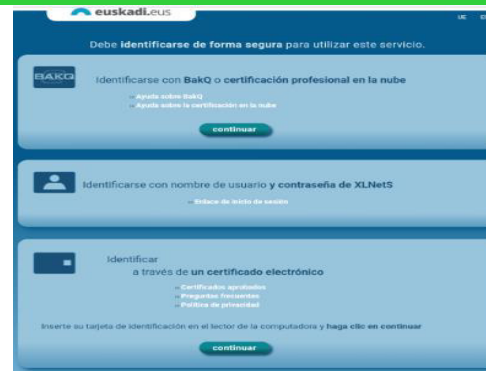 euskadi.eus
UE
Debe identificarse de forma segura para utilizar este servicio.
BAKQ
Identificarse con BakQ o certificación profesional en la nube
›› Ayuda sobre BakQ
›› Ayuda sobre la certificación en la nube
continuar
Identificarse con nombre de usuario y contraseña de XLNetS
›› Enlace de inicio de sesión
Identificar
a través de un certificado electrónico
›› Certificados aprobados
›› Preguntas frecuentes
›› Política de privacidad
Inserte su tarjeta de identificación en el lector de la computadora y haga clic en continuar
continuar